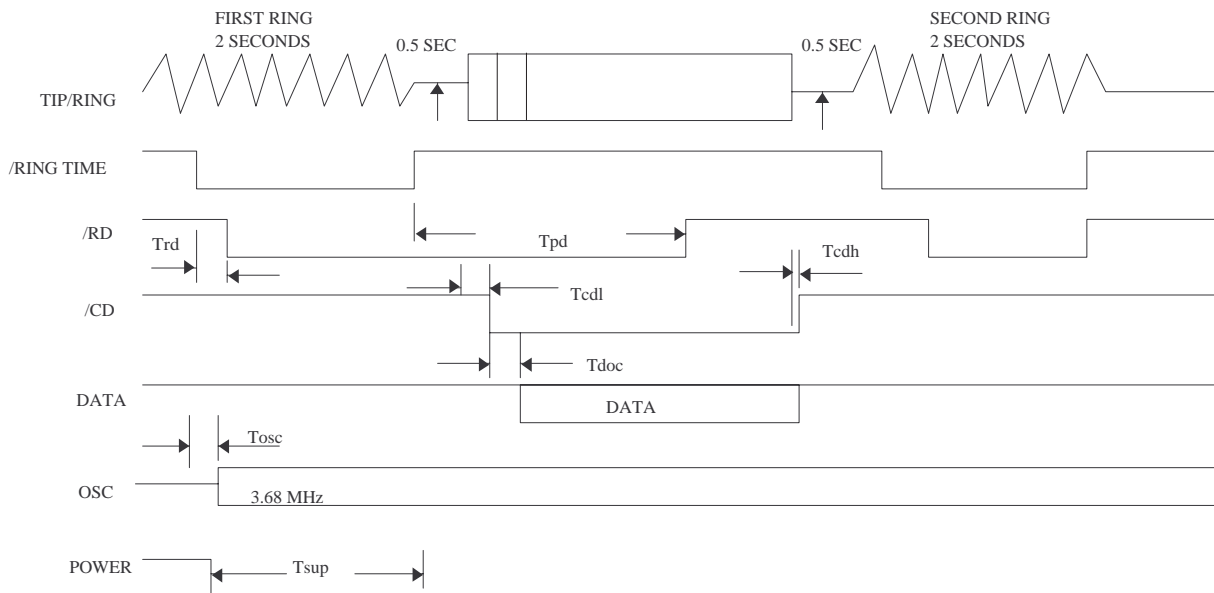 FIRST RING
2 SECONDS
0.5 SEC
0.5 SEC
SECOND RING
2 SECONDS
TIP/RING
/RING TIME
/RD
Trd
Tpd
Tcdh
Tcdl
/CD
Tdoc
DATA
DATA
Tosc
OSC
3.68 MHz
POWER
Tsup